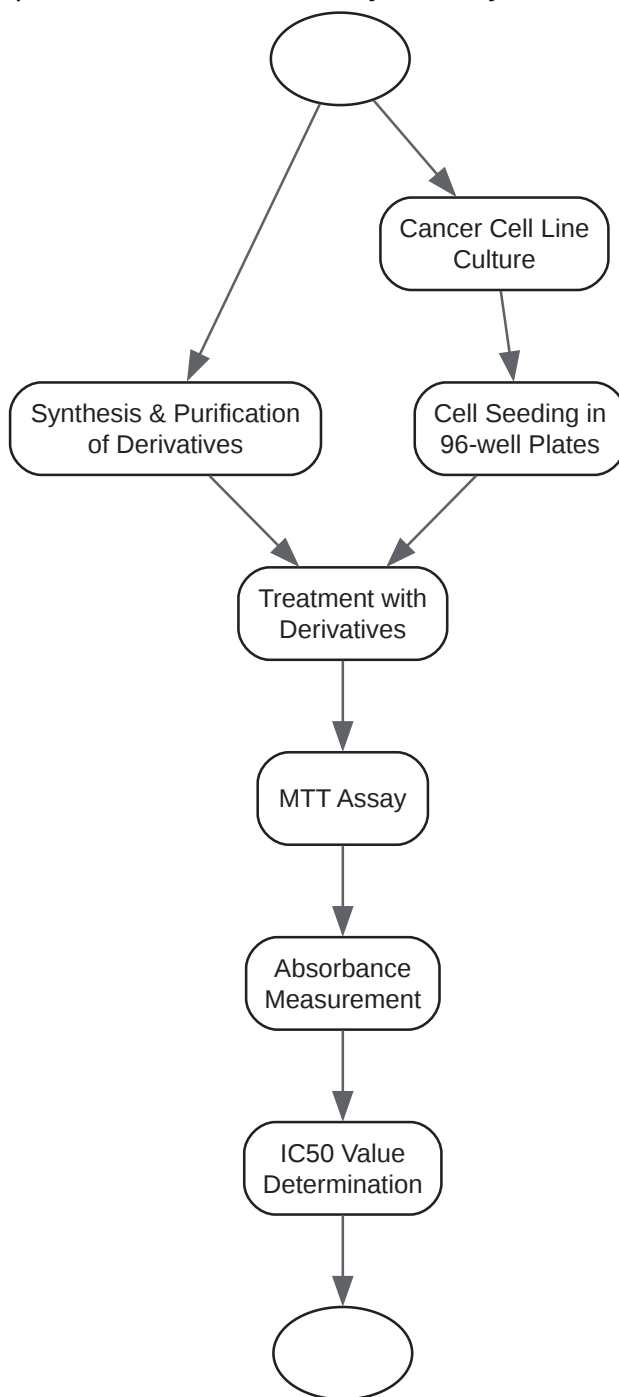 Cancer Cell Line
Culture
Synthesis & Purification
of Derivatives
Cell Seeding in
96-well Plates
Treatment with
Derivatives
MTT Assay
Absorbance
Measurement
IC50 Value
Determination